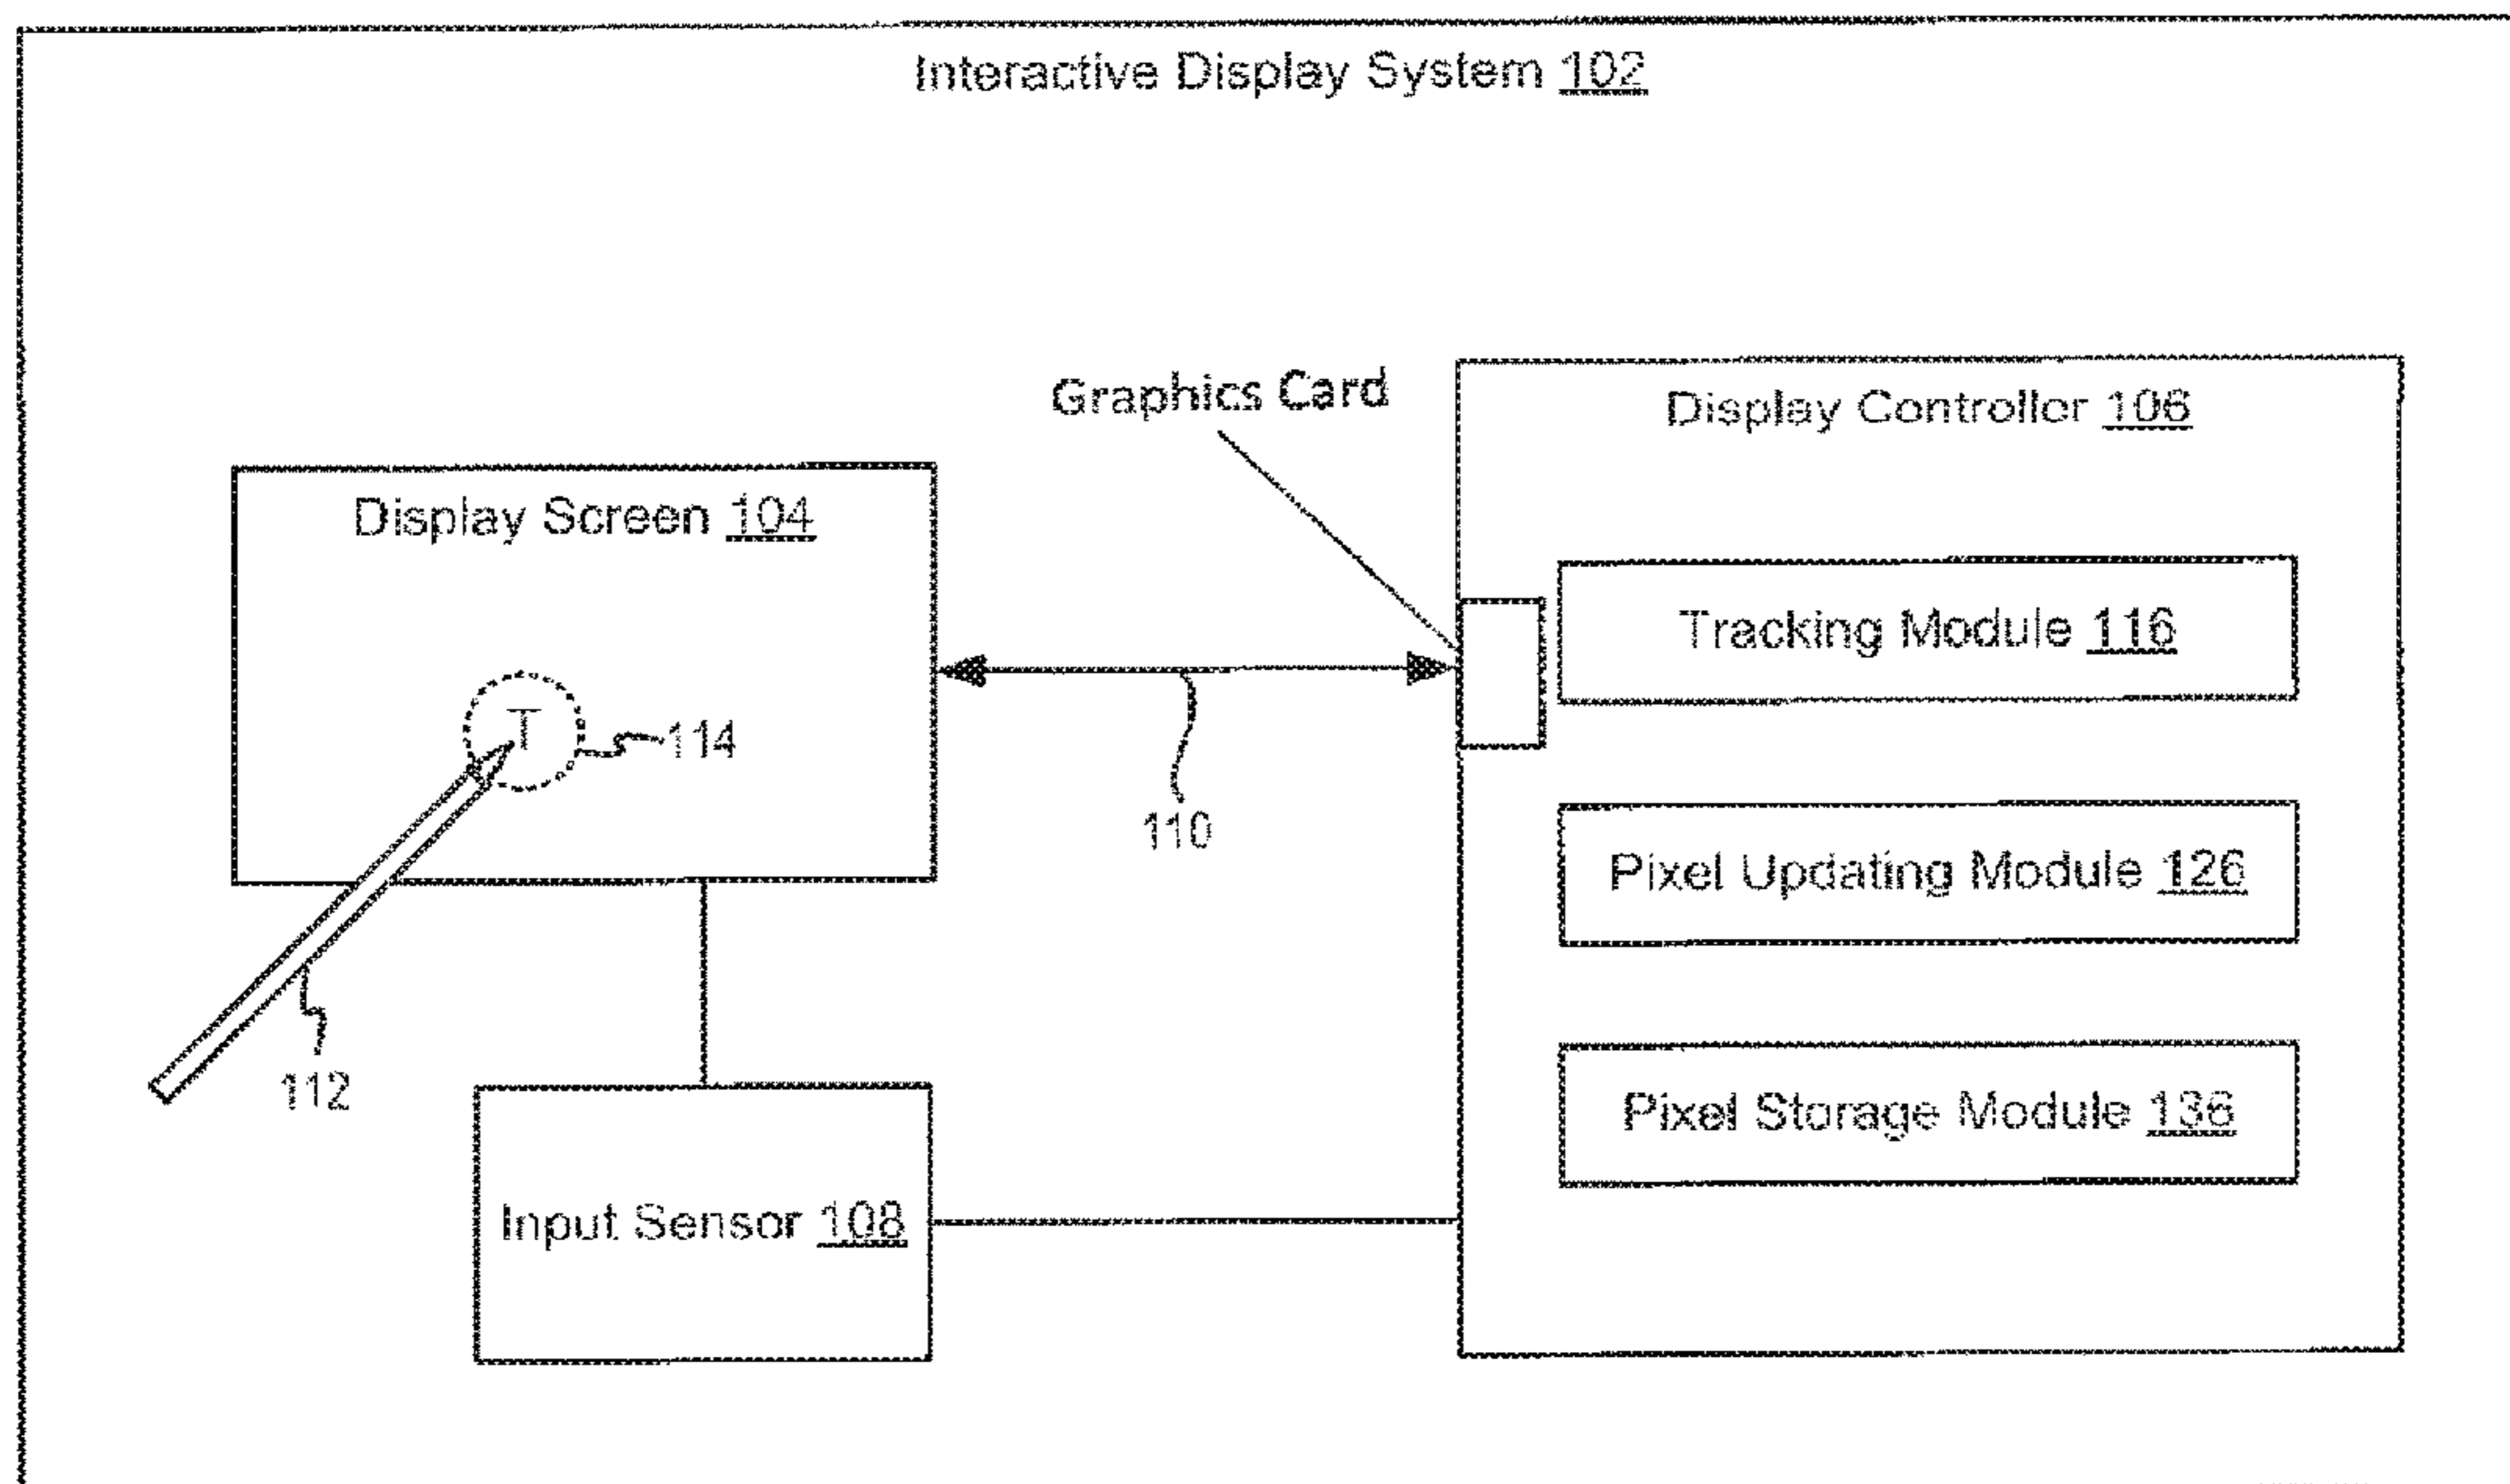 Interactive Display System 102
Graphics Card
Display Controller 106
Display Screen 104
Tracking Module 116
T
114
110
Pixel Updating Module 126
112
Pixel Storage Module 136
Input Sensor 108